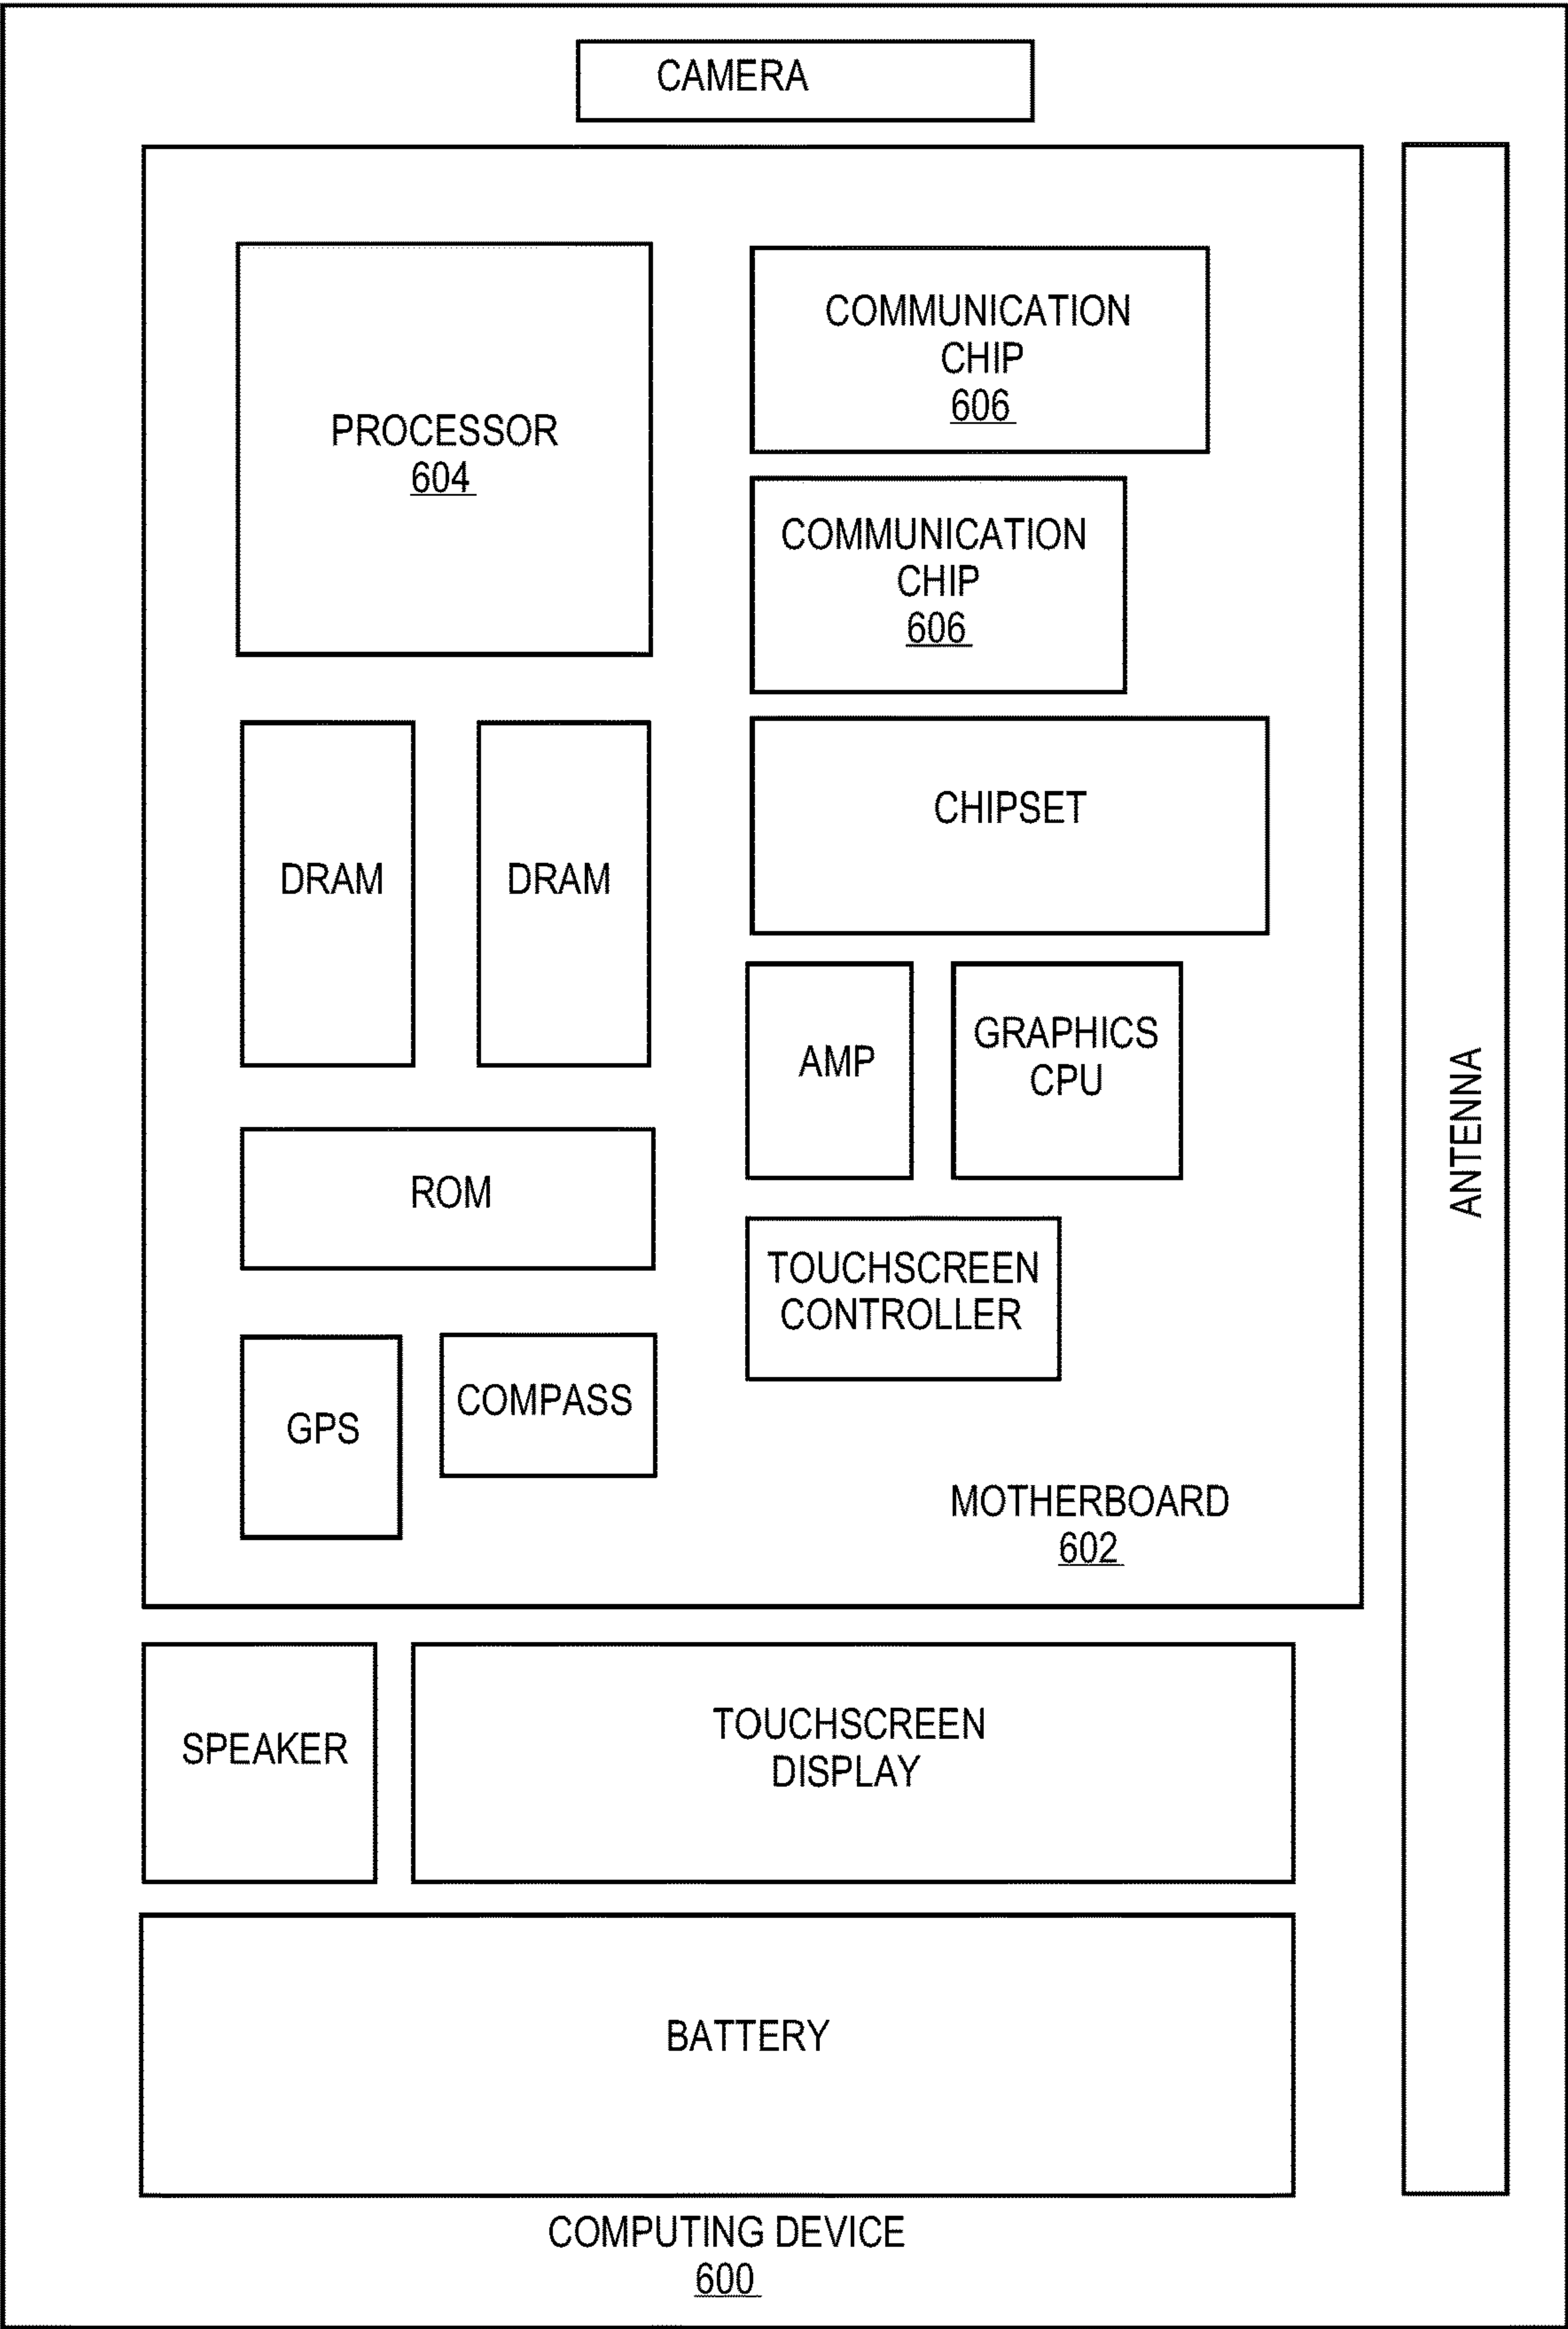 CAMERA
PROCESSOR
604
COMMUNICATION
CHIP
606
COMMUNICATION
CHIP
606
DRAM
DRAM
CHIPSET
AMP
GRAPHICS
CPU
ROM
TOUCHSCREEN
CONTROLLER
GPS
COMPASS
MOTHERBOARD
602
ANTENNA
SPEAKER
TOUCHSCREEN
DISPLAY
BATTERY
COMPUTING DEVICE
600